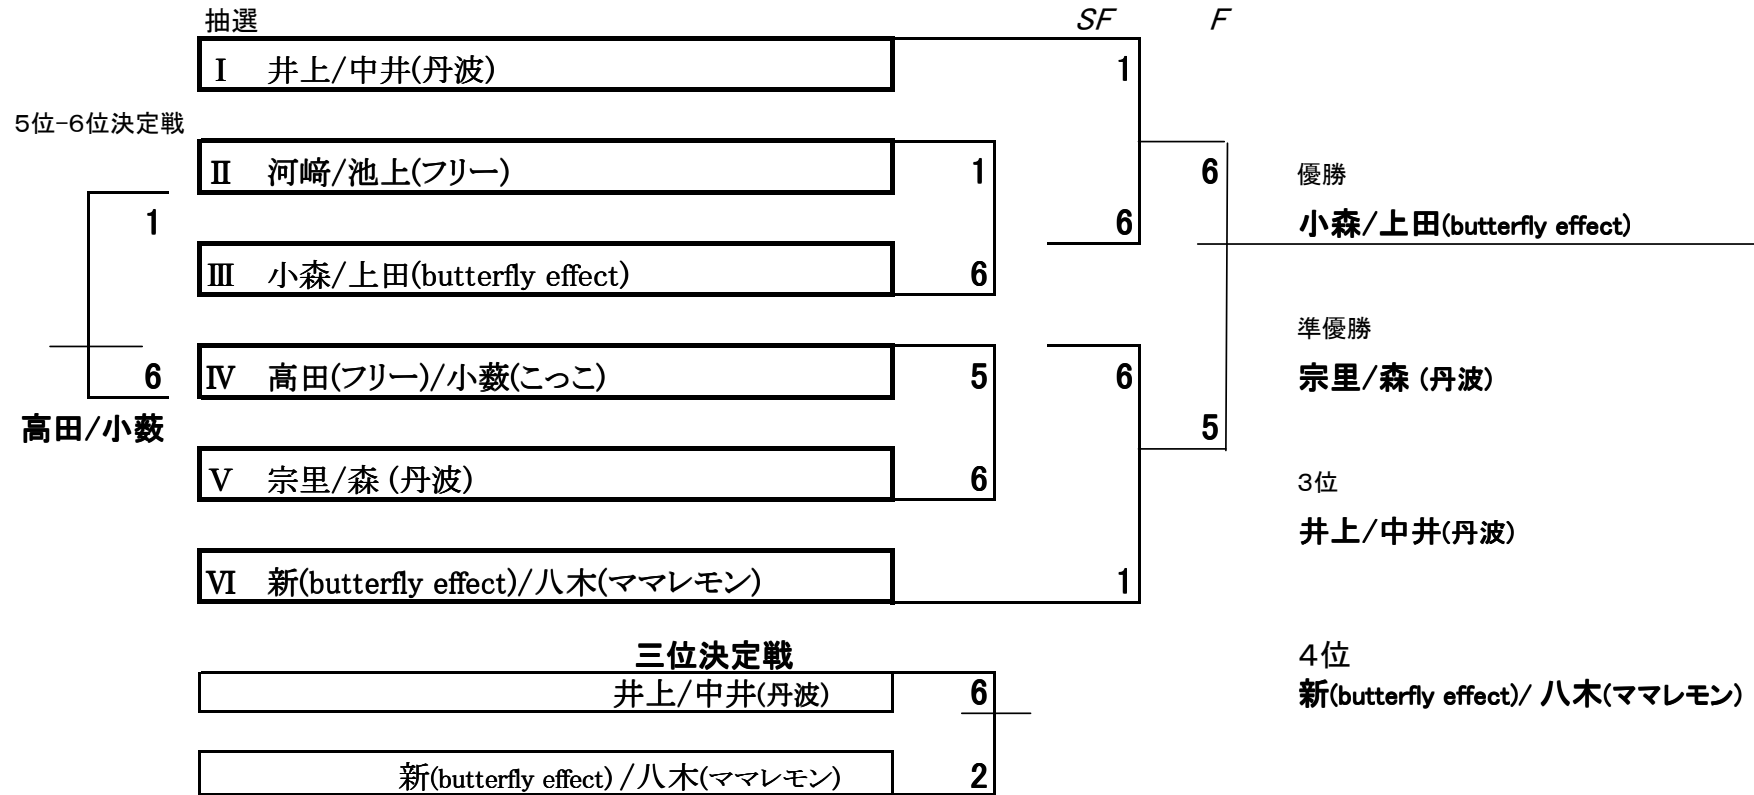 抽選 SF F
Ⅰ 井上/中井(丹波) 1
5位-6位決定戦
Ⅱ 河﨑/池上(フリー) 1 6 優勝
1 6 小森/上田(butterfly effect)
Ⅲ 小森/上田(butterfly effect) 6
準優勝
6 Ⅳ 高田(フリー)/小薮(こっこ) 5 6 宗里/森 (丹波)
高田/小薮 5
Ⅴ 宗里/森 (丹波) 6 3位
井上/中井(丹波)
Ⅵ 新(butterfly effect)/八木(ママレモン) 1
三位決定戦 4位
井上/中井(丹波) 6 新(butterfly effect)/ 八木(ママレモン)
新(butterfly effect) /八木(ママレモン) 2